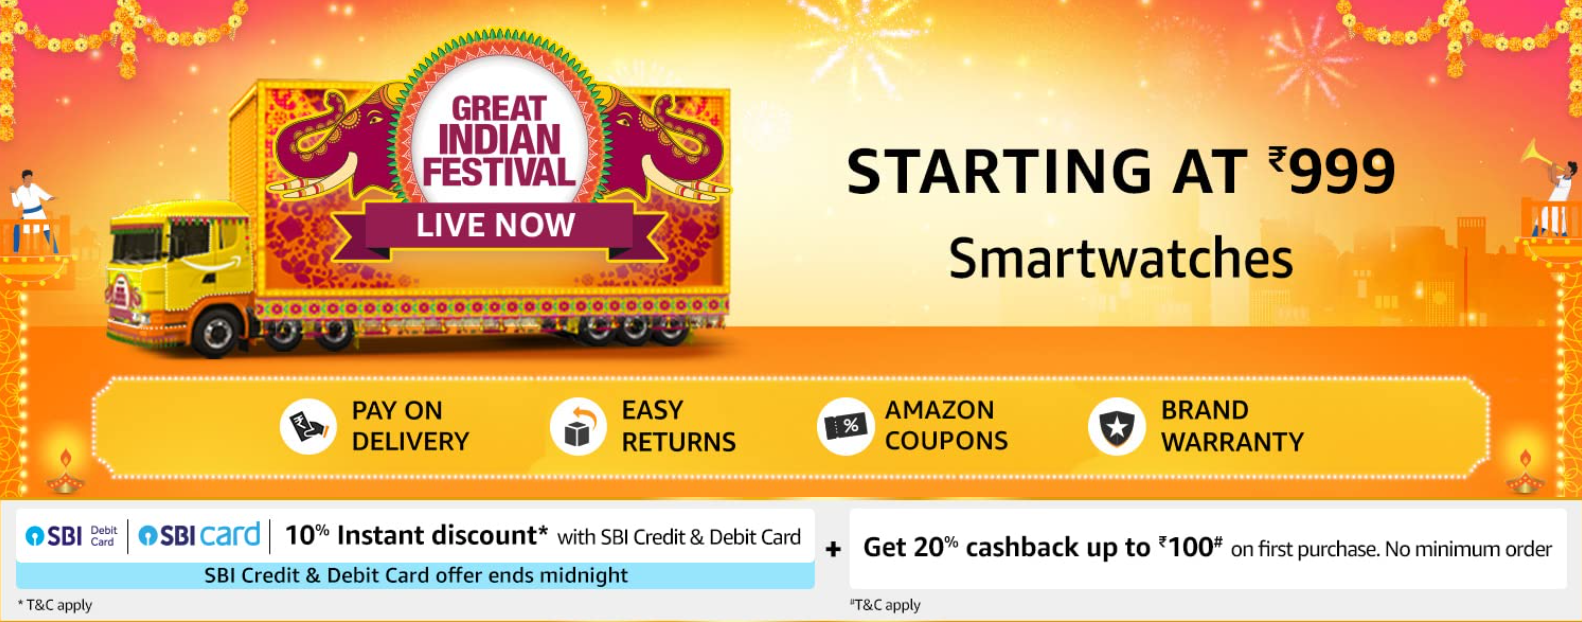 GREAT
INDIAN
FESTIVAL
LIVE NOW
STARTING AT ₹999
Smartwatches
PAY ON
DELIVERY
EASY
RETURNS
%
AMAZON
COUPONS
BRAND
WARRANTY
SBI Debit Card | SBI card | 10% Instant discount* with SBI Credit & Debit Card
SBI Credit & Debit Card offer ends midnight
* T&C apply
+
Get 20% cashback up to ₹100# on first purchase. No minimum order
#T&C apply